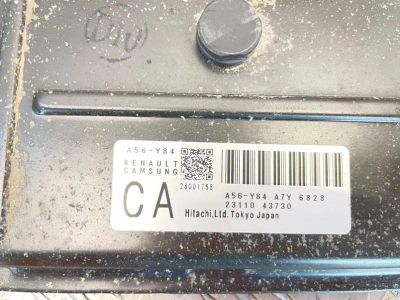 A56-Y84
RENAULT
SAMSUNG
28001758
CA
A56-Y84 A7Y 6828
23110 43730
Hitachi,Ltd.Tokyo Japan